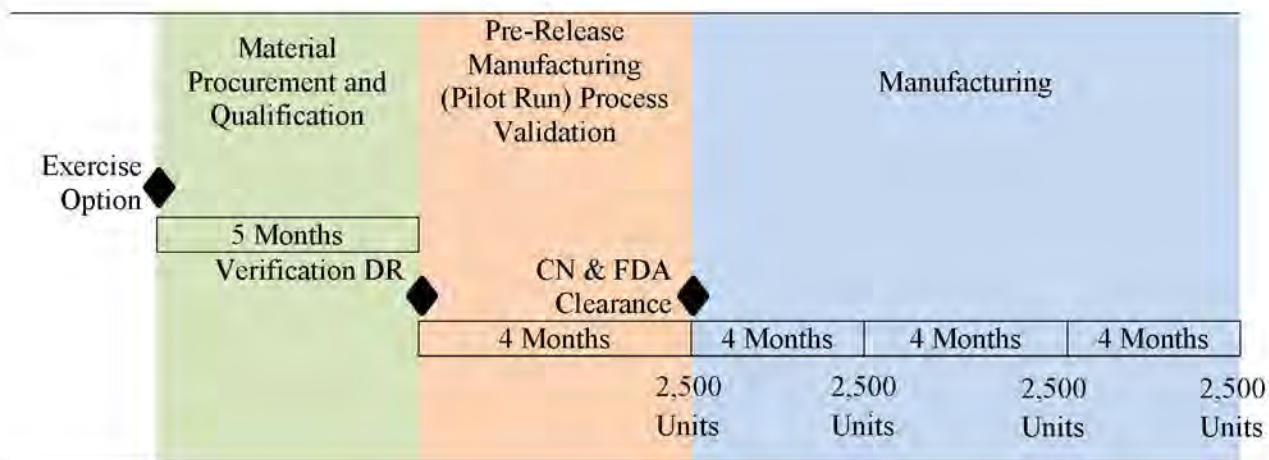 Material
Procurement and
Qualification
Pre-Release
Manufacturing
(Pilot Run) Process
Validation
Manufacturing
Exercise
Option
5 Months
Verification DR
CN & FDA
Clearance
4 Months
4 Months
4 Months
4 Months
2,500
Units
2,500
Units
2,500
Units
2,500
Units